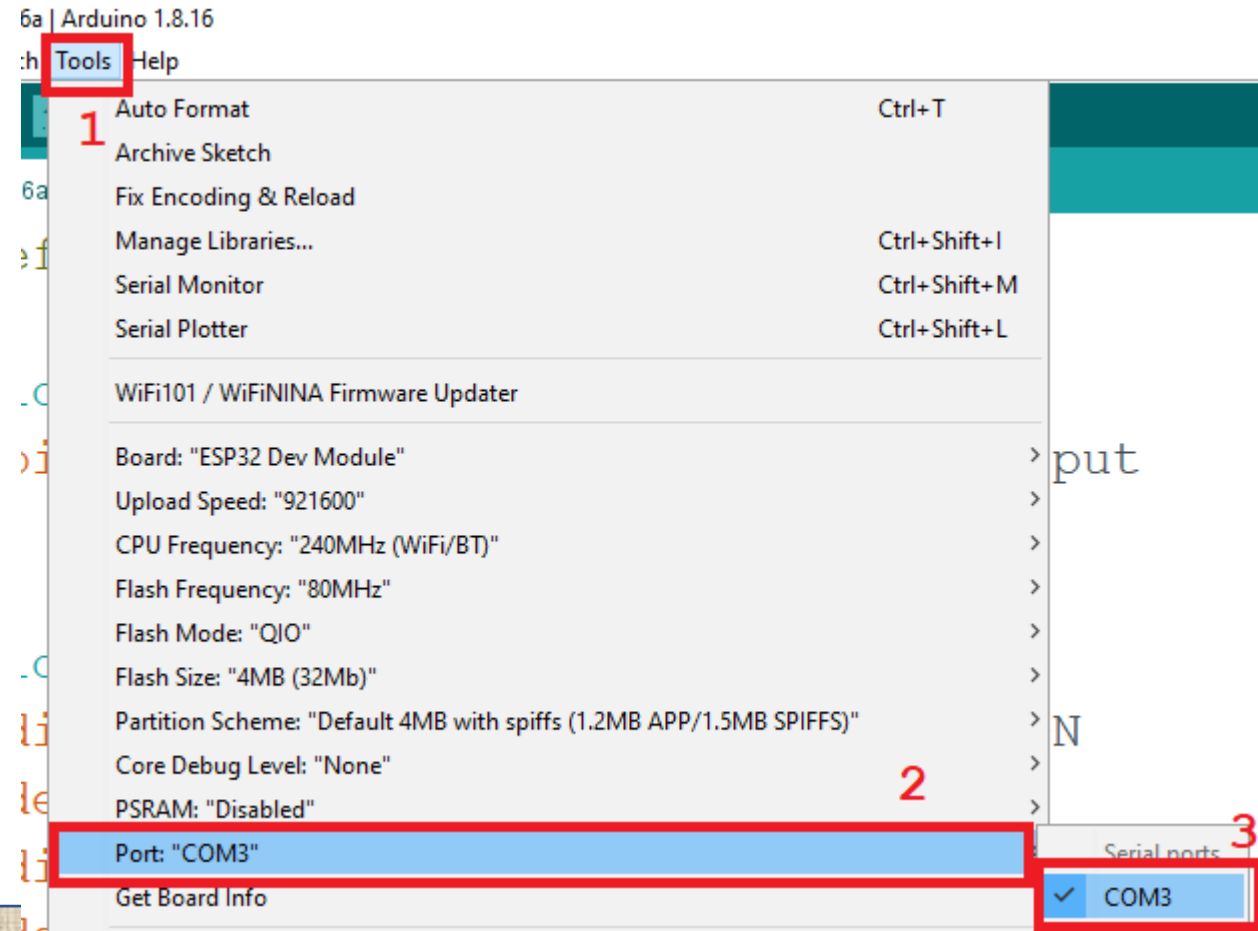 6a | Arduino 1.8.16
:h Tools Help
1
Auto Format Ctrl+T
Archive Sketch
6a
Fix Encoding & Reload
ef
Manage Libraries... Ctrl+Shift+I
Serial Monitor Ctrl+Shift+M
Serial Plotter Ctrl+Shift+L
WiFi101 / WiFiNINA Firmware Updater
Board: "ESP32 Dev Module" > put
Upload Speed: "921600" >
CPU Frequency: "240MHz (WiFi/BT)" >
Flash Frequency: "80MHz" >
Flash Mode: "QIO" >
Flash Size: "4MB (32Mb)" >
Partition Scheme: "Default 4MB with spiffs (1.2MB APP/1.5MB SPIFFS)" > N
Core Debug Level: "None" >
2
PSRAM: "Disabled" >
3
Port: "COM3" Serial ports
Get Board Info ✓ COM3